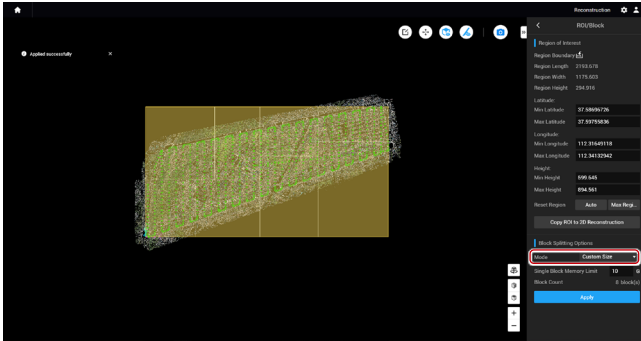 Reconstruction
ROI/Block
Applied successfully
Region of Interest
Region Boundary
Region Length 2193.678
Region Width 1175.603
Region Height 294.916
Latitude
Min Latitude 37.58696726
Max Latitude 37.59755836
Longitude
Min Longitude 112.31649118
Max Longitude 112.34132942
Height
Min Height 599.645
Max Height 894.561
Reset Region Auto Max Regi...
Copy ROI to 2D Reconstruction
Block Splitting Options
Mode Custom Size
Single Block Memory Limit 10 G
Block Count 8 block(s)
Apply